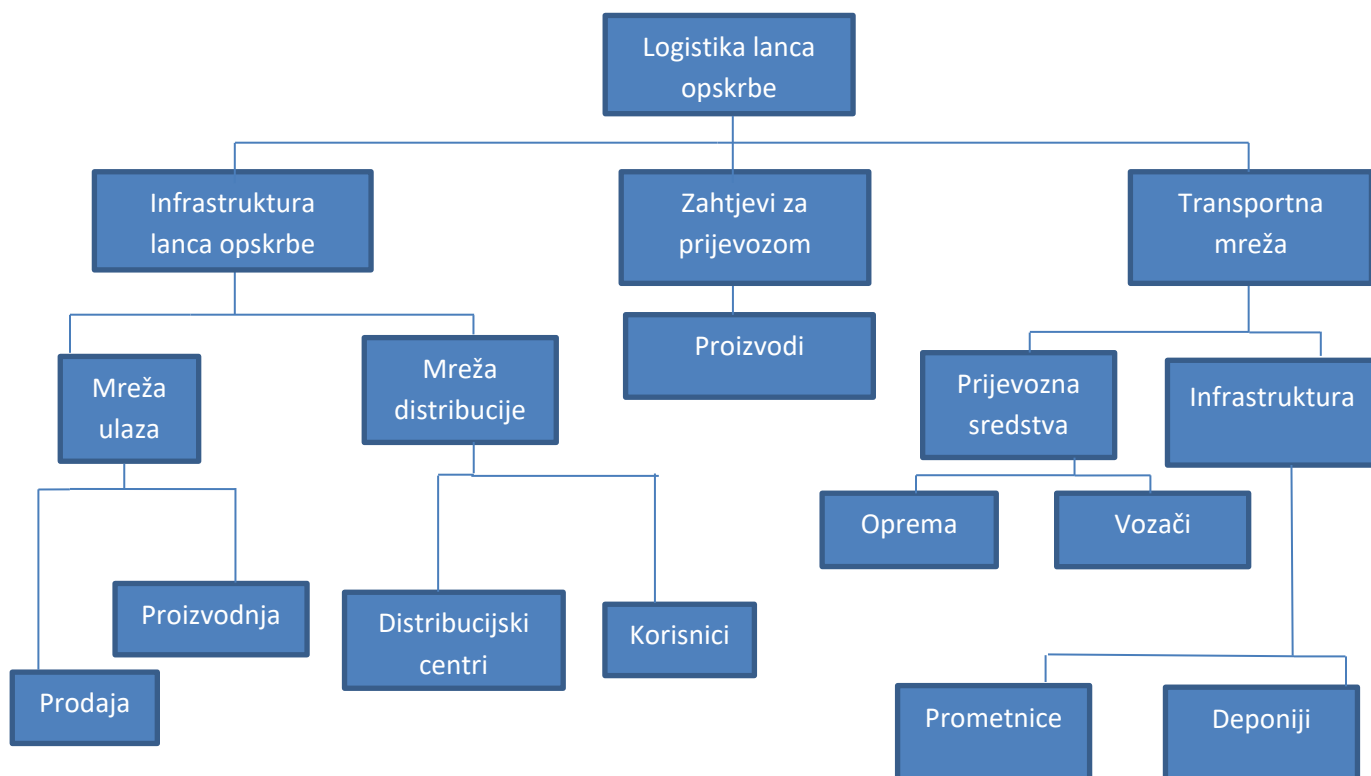 Logistika lanca
opskrbe
Infrastruktura
lanca opskrbe
Zahtjevi za
prijevozom
Transportna
mreža
Proizvodi
Mreža
ulaza
Mreža
distribucije
Prijevozna
sredstva
Infrastruktura
Oprema
Vozači
Proizvodnja
Distribucijski
centri
Korisnici
Prodaja
Prometnice
Deponiji